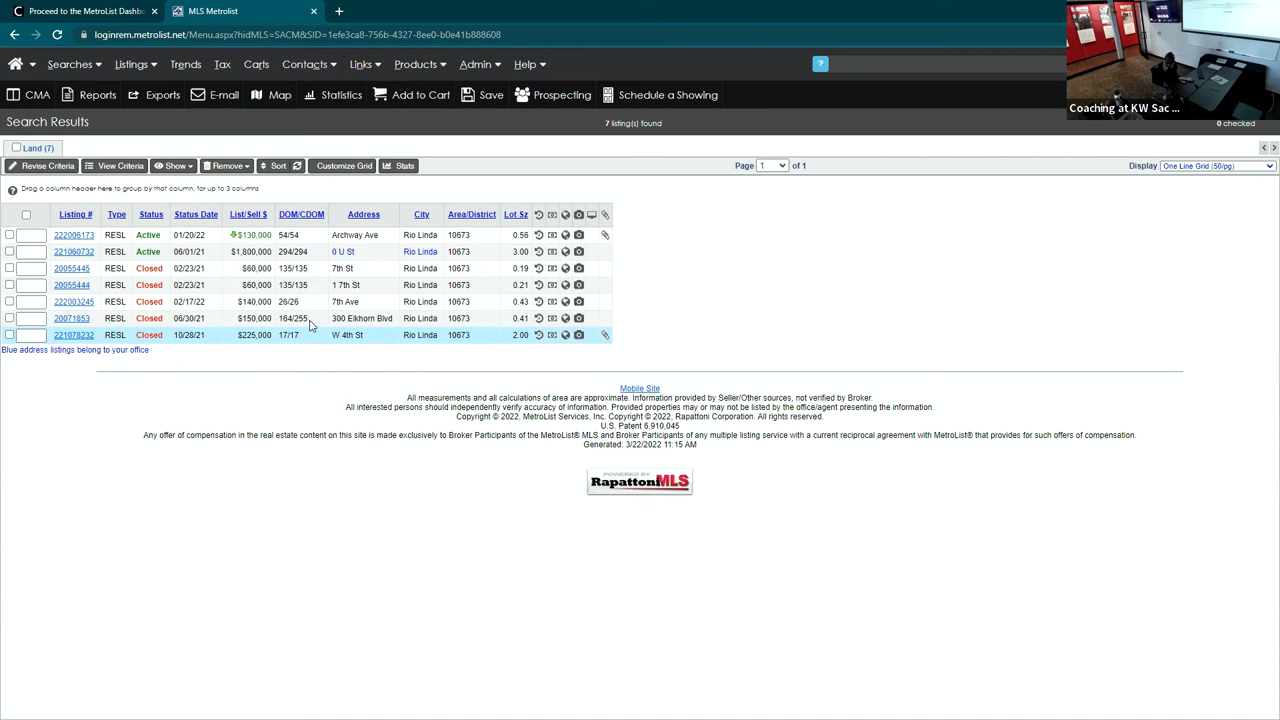 Proceed to the MetroList Dashbo
MLS Metrolist
loginrem.metrolist.net/Menu.aspx?hidMLS=SACM&SID=1efe3ca8-756b-4327-8ee0-b0e41b888608
Searches Listings Trends Tax Carts Contacts Links Products Admin Help ?
CMA Reports Exports E-mail Map Statistics Add to Cart Save Prospecting Schedule a Showing
Coaching at KW Sac ...
Search Results 7 listing(s) found 0 checked
Land (7)
Revise Criteria View Criteria Show Remove Sort Customize Grid Stats Page 1 of 1 Display One Line Grid (50/pg)
Drag a column header here to group by that column, for up to 3 columns
Listing # Type Status Status Date List/Sell $ DOM/CDOM Address City Area/District Lot Sz
222006173 RESL Active 01/20/22 $130,000 54/54 Archway Ave Rio Linda 10673 0.56
221060732 RESL Active 06/01/21 $1,800,000 294/294 0 U St Rio Linda 10673 3.00
20055445 RESL Closed 02/23/21 $60,000 135/135 7th St Rio Linda 10673 0.19
20055444 RESL Closed 02/23/21 $60,000 135/135 1 7th St Rio Linda 10673 0.21
222003245 RESL Closed 02/17/22 $140,000 26/26 7th Ave Rio Linda 10673 0.43
20071853 RESL Closed 06/30/21 $150,000 164/255 300 Elkhorn Blvd Rio Linda 10673 0.41
221078232 RESL Closed 10/28/21 $225,000 17/17 W 4th St Rio Linda 10673 2.00
Blue address listings belong to your office
Mobile Site
All measurements and all calculations of area are approximate. Information provided by Seller/Other sources, not verified by Broker.
All interested persons should independently verify accuracy of information. Provided properties may or may not be listed by the office/agent presenting the information.
Copyright © 2022, MetroList Services, Inc. Copyright © 2022, Rapattoni Corporation. All rights reserved.
U.S. Patent 6,910,045
Any offer of compensation in the real estate content on this site is made exclusively to Broker Participants of the MetroList® MLS and Broker Participants of any multiple listing service with a current reciprocal agreement with MetroList® that provides for such offers of compensation.
Generated: 3/22/2022 11:15 AM
POWERED BY
RapattoniMLS